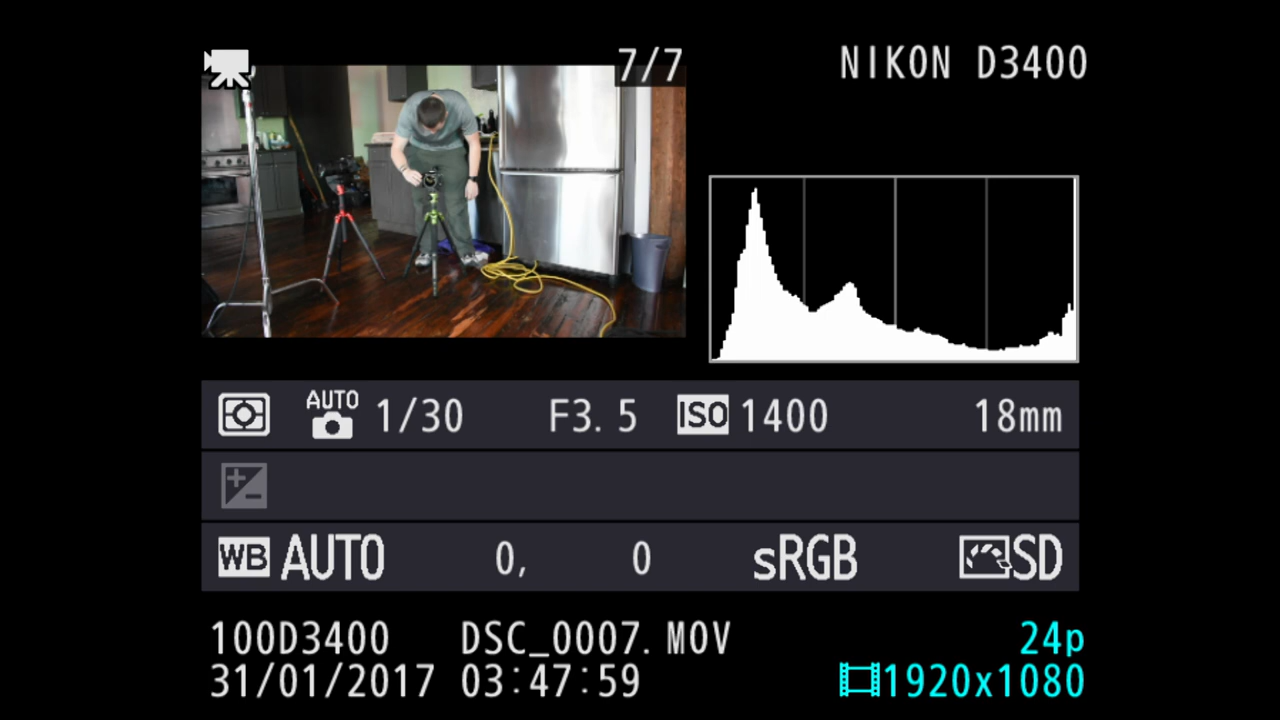 7/7
NIKON D3400
AUTO 1/30 F3.5 ISO 1400 18mm
WB AUTO 0, 0 sRGB SD
100D3400 DSC_0007.MOV 24p
31/01/2017 03:47:59 1920x1080